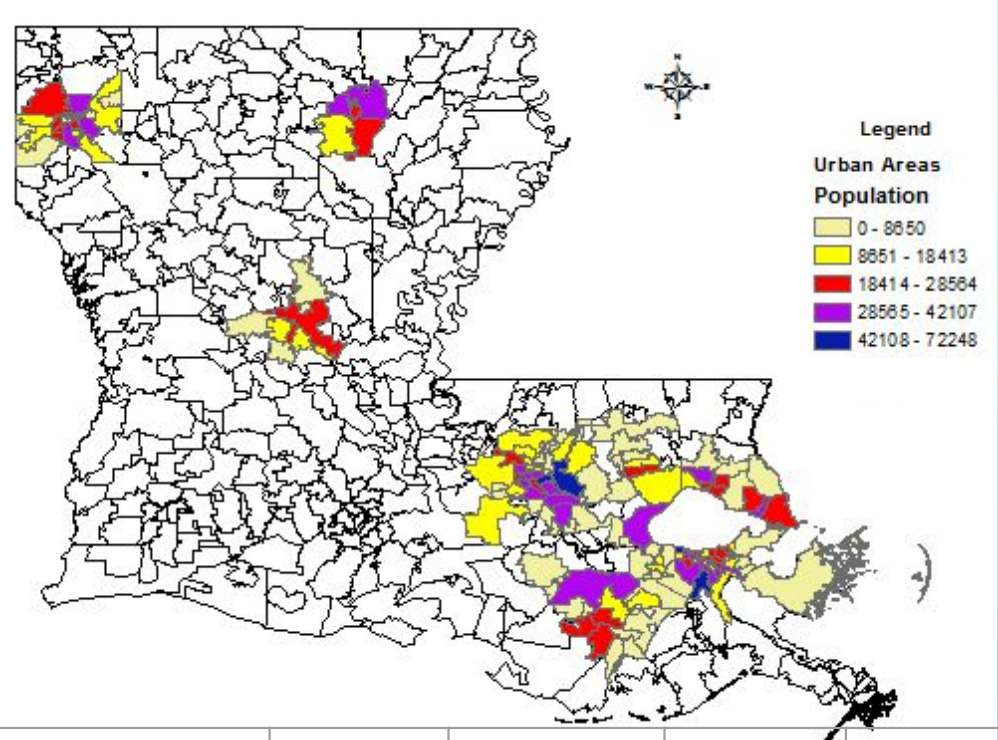 N
W
E
S
Legend
Urban Areas
Population
0 - 8650
8651 - 18413
18414 - 28564
28565 - 42107
42108 - 72248